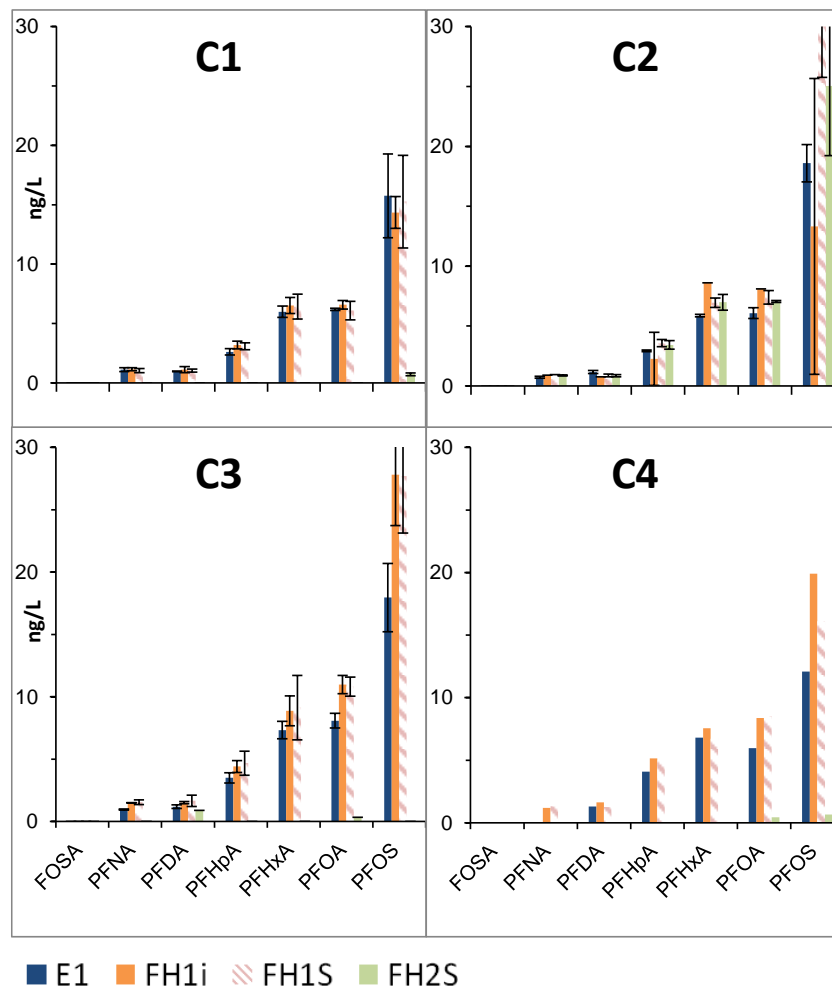 C1
30
20
10
0
ng/L
C2
30
20
10
0
C3
30
20
10
0
ng/L
FOSA
PFNA
PFDA
PFHpA
PFHxA
PFOA
PFOS
C4
30
20
10
0
FOSA
PFNA
PFDA
PFHpA
PFHxA
PFOA
PFOS
E1 FH1i FH1S FH2S